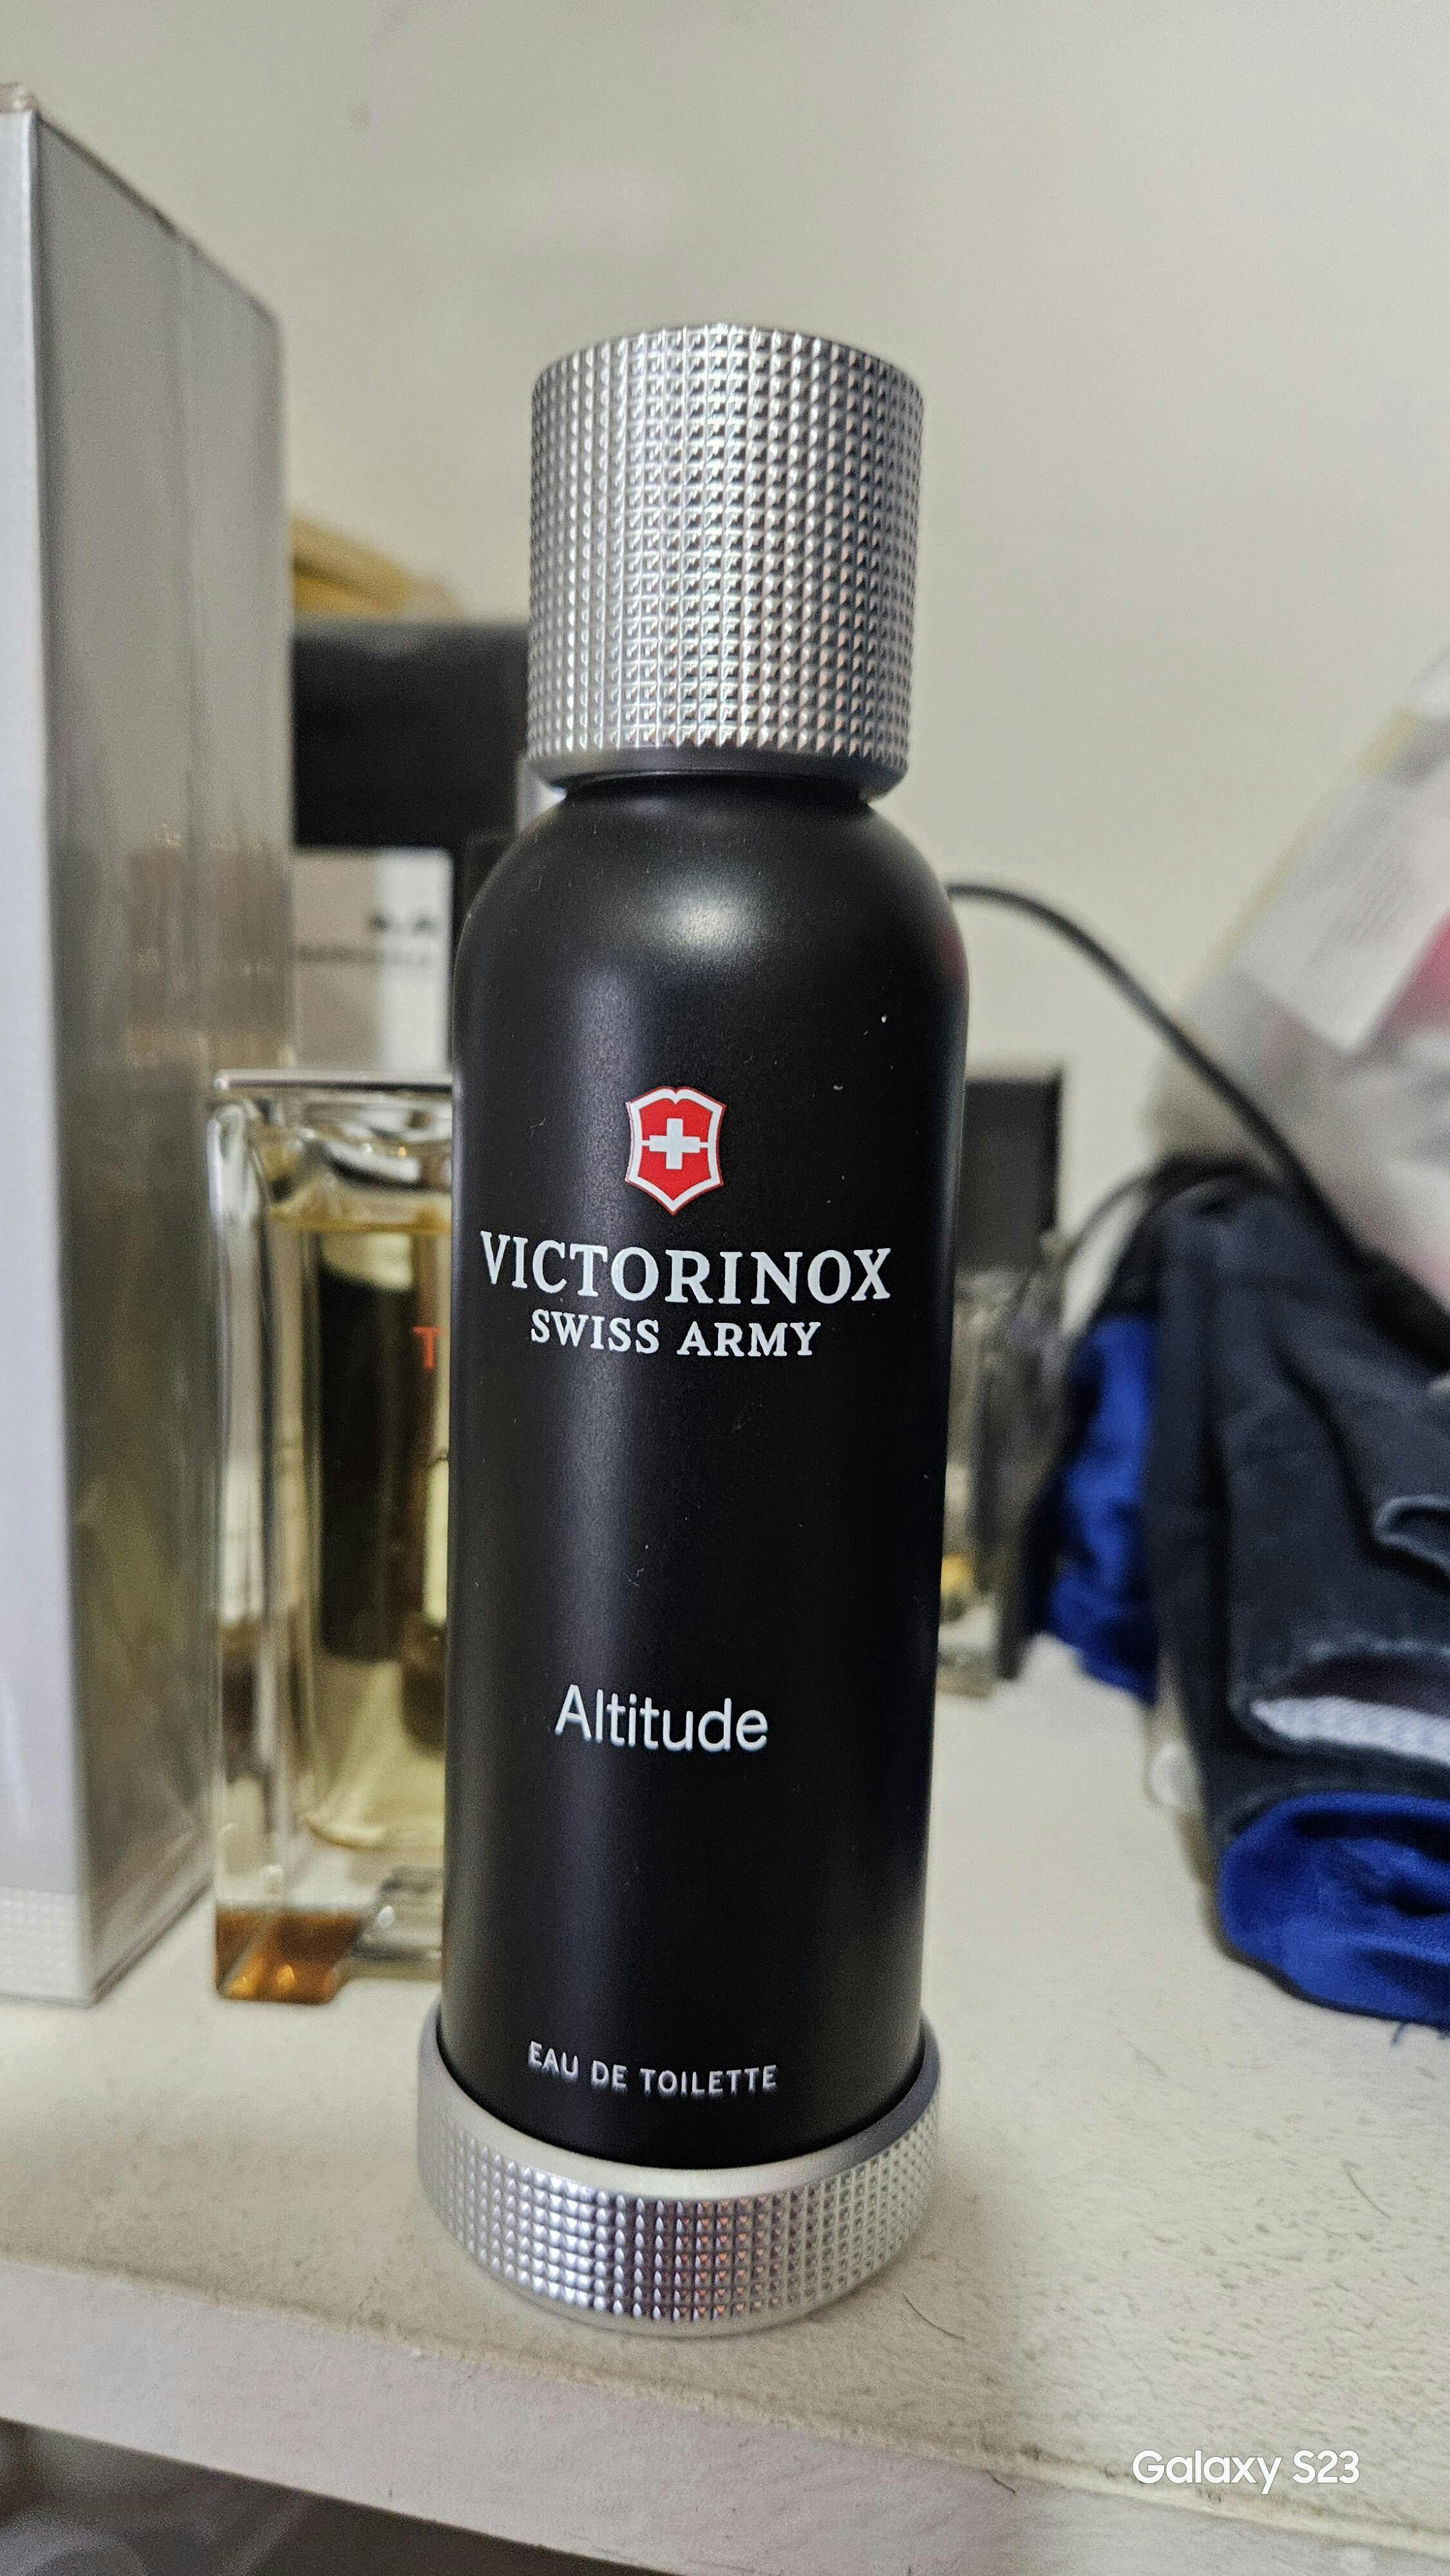 VICTORINOX
SWISS ARMY
Altitude
EAU DE TOILETTE
Galaxy S23